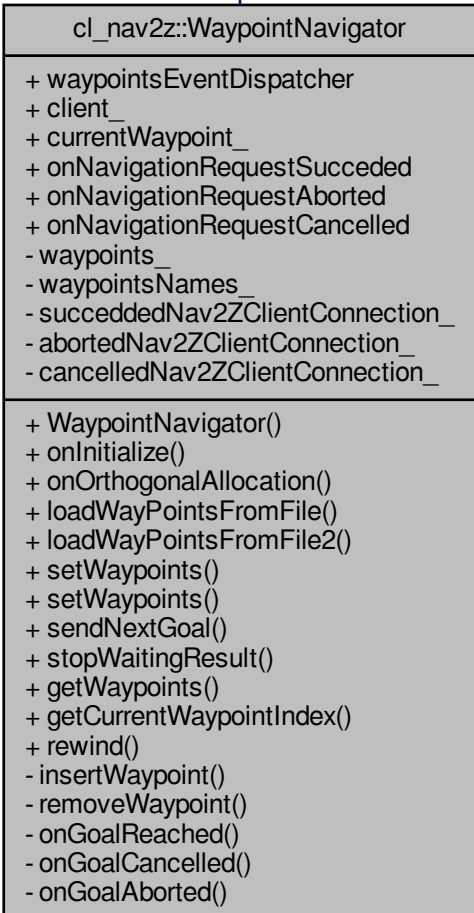 cl_nav2z::WaypointNavigator
+ waypointsEventDispatcher
+ client_
+ currentWaypoint_
+ onNavigationRequestSucceded
+ onNavigationRequestAborted
+ onNavigationRequestCancelled
- waypoints_
- waypointsNames_
- succeddedNav2ZClientConnection_
- abortedNav2ZClientConnection_
- cancelledNav2ZClientConnection_
+ WaypointNavigator()
+ onInitialize()
+ onOrthogonalAllocation()
+ loadWayPointsFromFile()
+ loadWayPointsFromFile2()
+ setWaypoints()
+ setWaypoints()
+ sendNextGoal()
+ stopWaitingResult()
+ getWaypoints()
+ getCurrentWaypointIndex()
+ rewind()
- insertWaypoint()
- removeWaypoint()
- onGoalReached()
- onGoalCancelled()
- onGoalAborted()